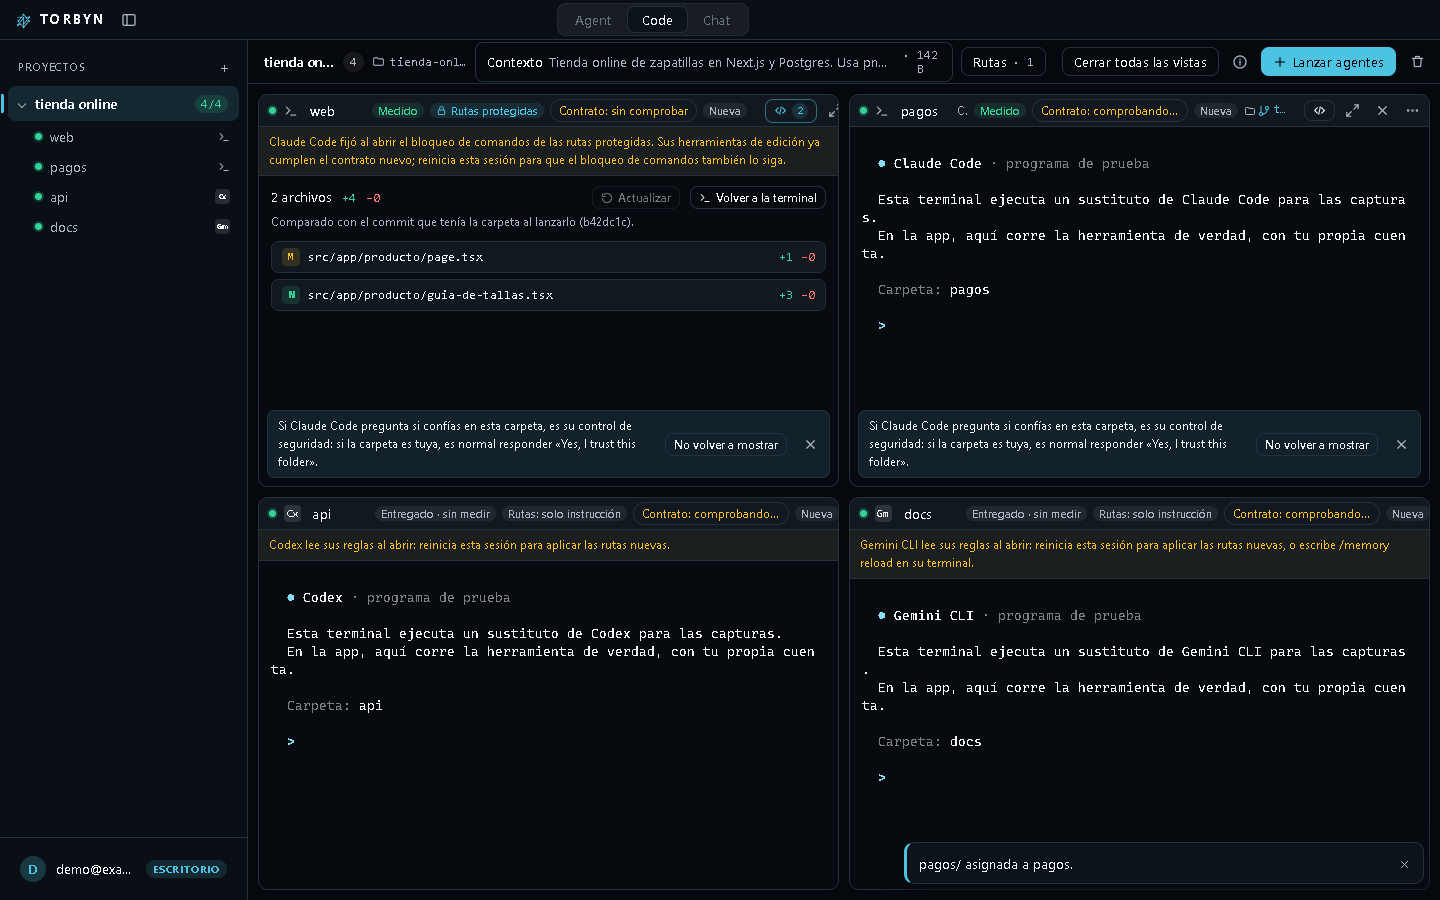 TORBYN
Agent Code Chat
PROYECTOS +
tienda online 4/4
web
pagos
api Cx
docs Gm
D demo@exa... ESCRITORIO
tienda on... 4 tienda-onl… Contexto Tienda online de zapatillas en Next.js y Postgres. Usa pn... · 142 B Rutas · 1 Cerrar todas las vistas + Lanzar agentes
web Medido Rutas protegidas Contrato: sin comprobar Nueva 2
Claude Code fijó al abrir el bloqueo de comandos de las rutas protegidas. Sus herramientas de edición ya
cumplen el contrato nuevo; reinicia esta sesión para que el bloqueo de comandos también lo siga.
2 archivos +4 −0 Actualizar Volver a la terminal
Comparado con el commit que tenía la carpeta al lanzarlo (b42dc1c).
M src/app/producto/page.tsx +1 −0
N src/app/producto/guia-de-tallas.tsx +3 −0
Si Claude Code pregunta si confías en esta carpeta, es su control de
seguridad: si la carpeta es tuya, es normal responder «Yes, I trust this
folder».
No volver a mostrar
pagos C. Medido Contrato: comprobando... Nueva t...
● Claude Code · programa de prueba
Esta terminal ejecuta un sustituto de Claude Code para las captura
s.
En la app, aquí corre la herramienta de verdad, con tu propia cuen
ta.
Carpeta: pagos
>
Si Claude Code pregunta si confías en esta carpeta, es su control de
seguridad: si la carpeta es tuya, es normal responder «Yes, I trust this
folder».
No volver a mostrar
Cx api Entregado · sin medir Rutas: solo instrucción Contrato: comprobando... Nueva
Codex lee sus reglas al abrir: reinicia esta sesión para aplicar las rutas nuevas.
● Codex · programa de prueba
Esta terminal ejecuta un sustituto de Codex para las capturas.
En la app, aquí corre la herramienta de verdad, con tu propia cuen
ta.
Carpeta: api
>
Gm docs Entregado · sin medir Rutas: solo instrucción Contrato: comprobando... Nueva
Gemini CLI lee sus reglas al abrir: reinicia esta sesión para aplicar las rutas nuevas, o escribe /memory
reload en su terminal.
● Gemini CLI · programa de prueba
Esta terminal ejecuta un sustituto de Gemini CLI para las capturas
.
En la app, aquí corre la herramienta de verdad, con tu propia cuen
ta.
Carpeta: docs
>
pagos/ asignada a pagos.